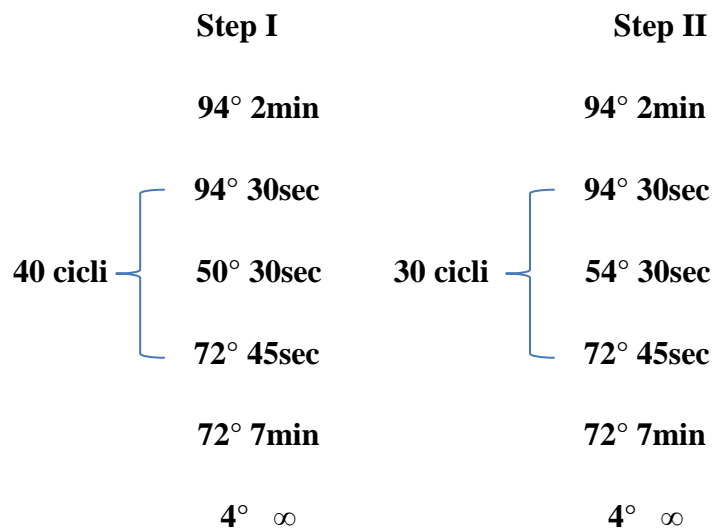 Step I Step II
94° 2min 94° 2min
94° 30sec 94° 30sec
40 cicli 50° 30sec 30 cicli 54° 30sec
72° 45sec 72° 45sec
72° 7min 72° 7min
4° ∞ 4° ∞